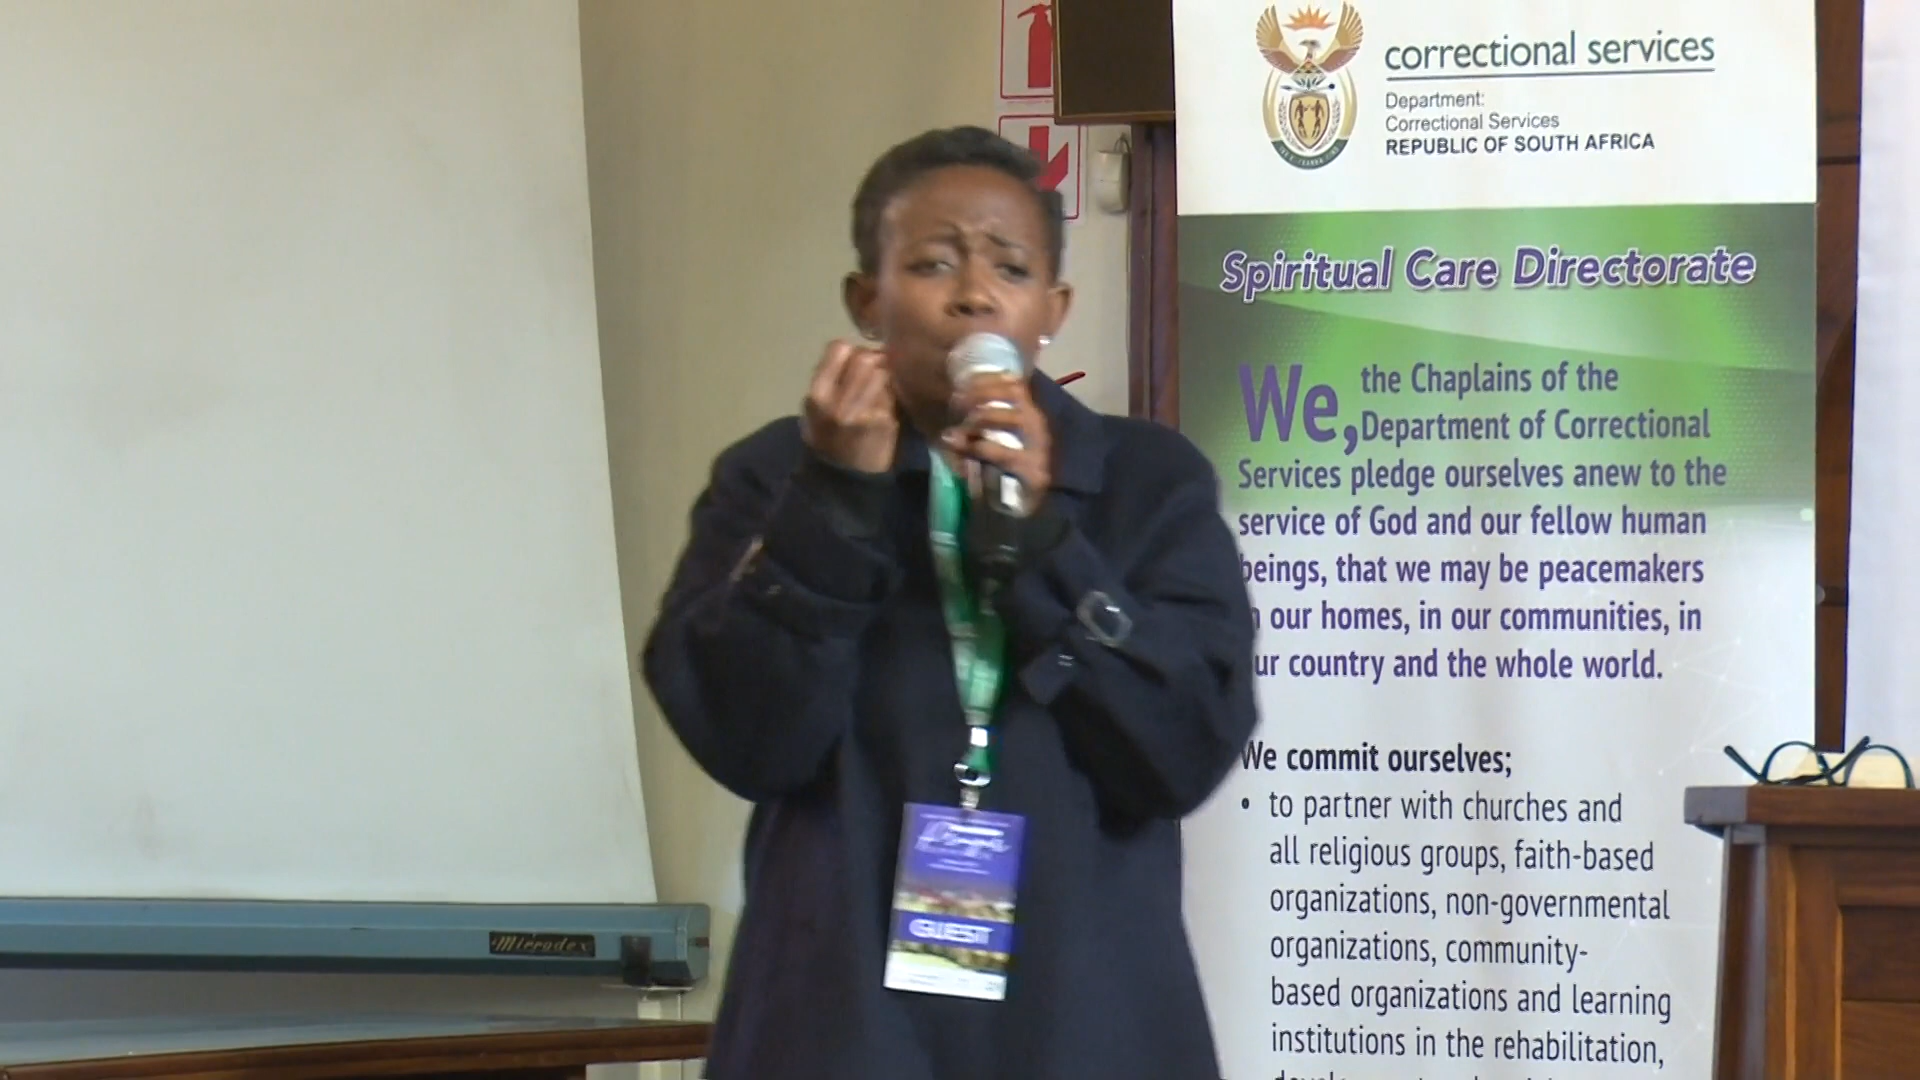 correctional services
Department:
Correctional Services
REPUBLIC OF SOUTH AFRICA
Spiritual Care Directorate
We, the Chaplains of the
Department of Correctional
Services pledge ourselves anew to the
service of God and our fellow human
beings, that we may be peacemakers
our homes, in our communities, in
country and the whole world.
We commit ourselves;
• to partner with churches and
all religious groups, faith-based
organizations, non-governmental
organizations, community-
based organizations and learning
institutions in the rehabilitation,
GUEST
Mirrodex